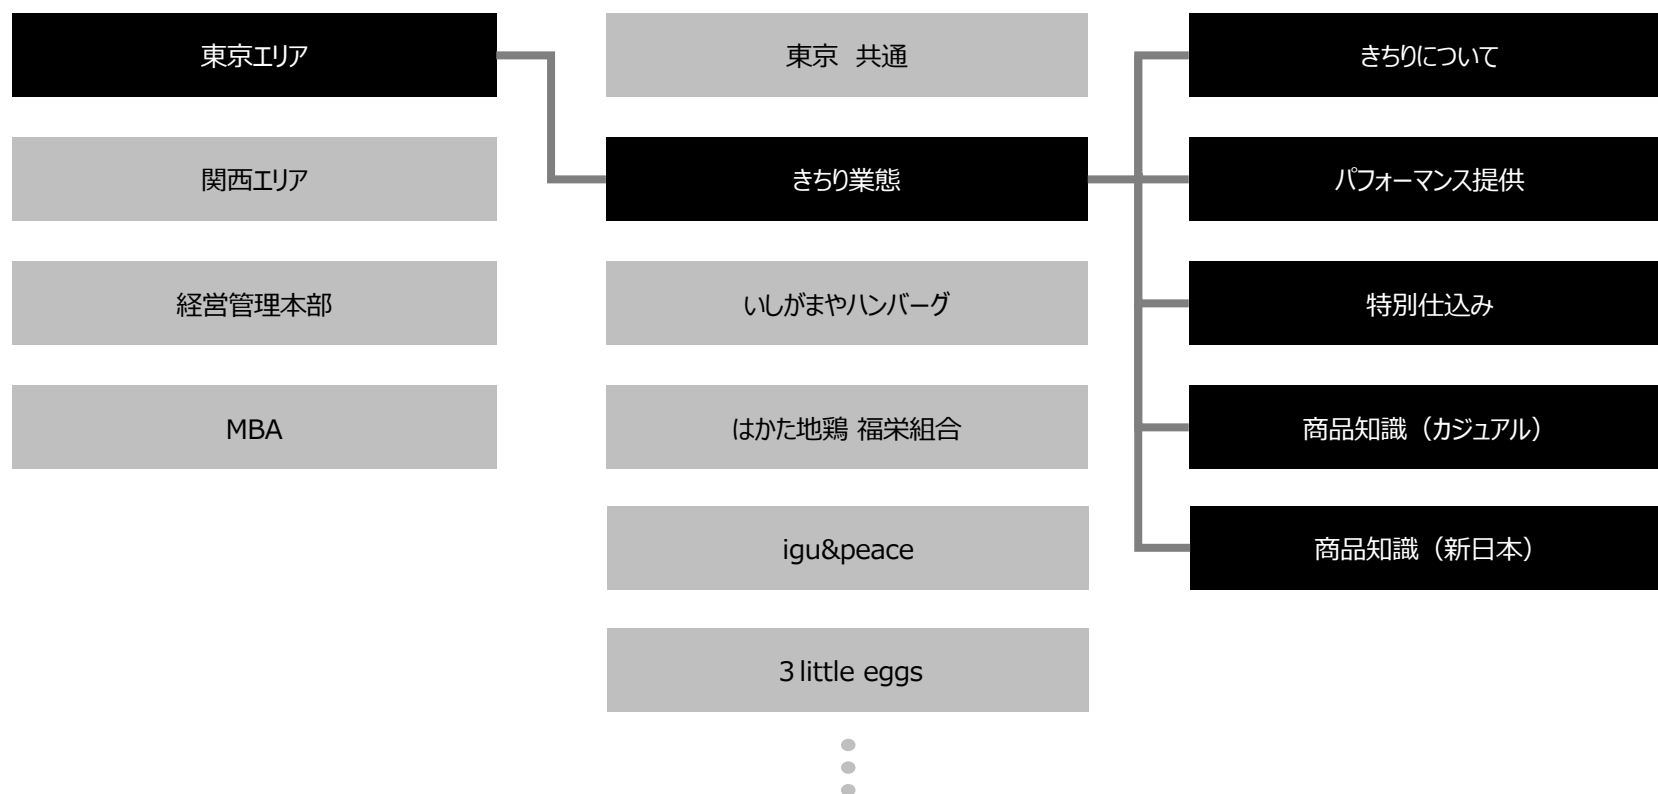 東京エリア
関西エリア
経営管理本部
MBA
東京 共通
きちり業態
いしがまやハンバーグ
はかた地鶏 福栄組合
igu&peace
3 little eggs
きちりについて
パフォーマンス提供
特別仕込み
商品知識（カジュアル）
商品知識（新日本）